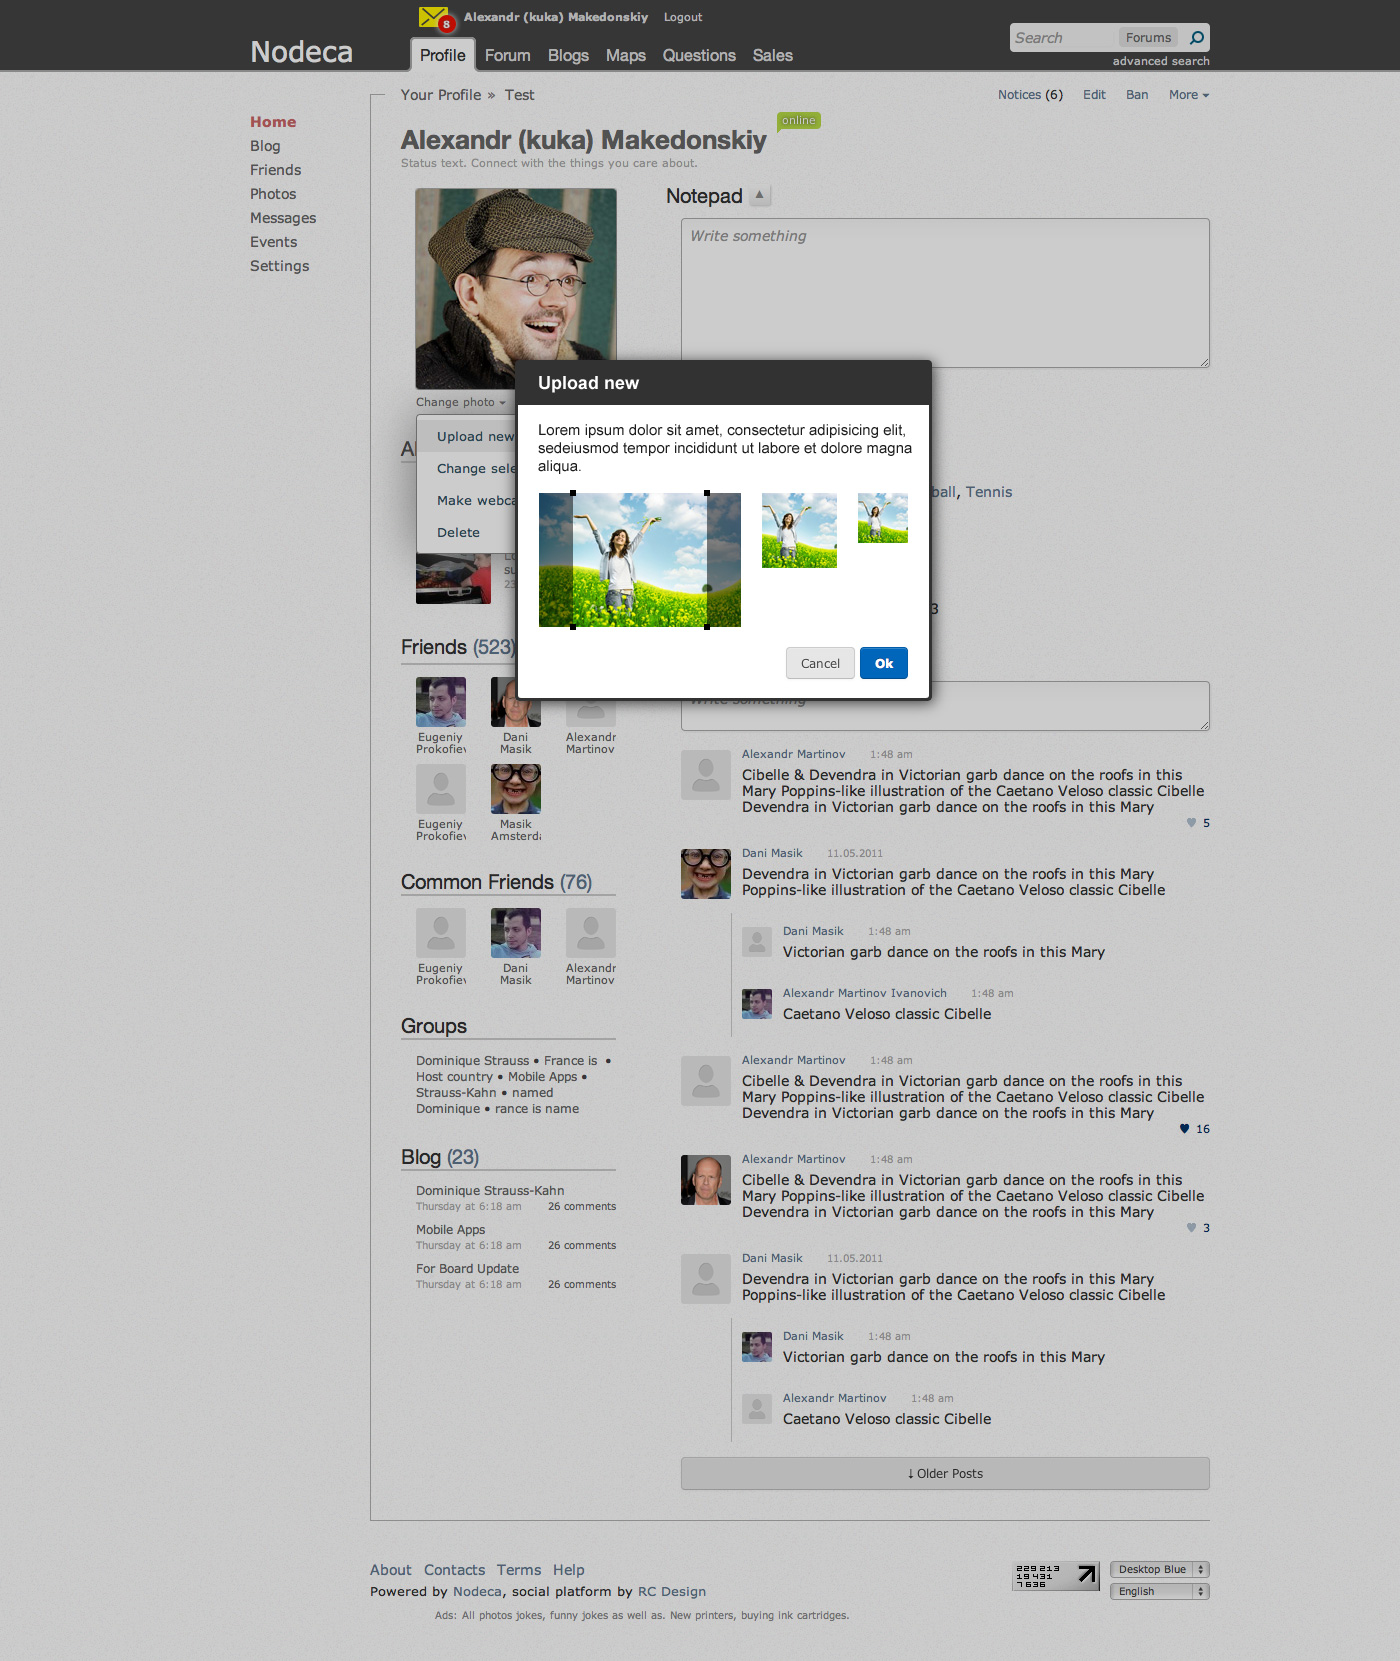 8
Alexandr (kuka) Makedonskiy Logout
Nodeca
Profile Forum Blogs Maps Questions Sales
Search Forums
advanced search
Your Profile » Test
Notices (6) Edit Ban More
Home
Blog
Friends
Photos
Messages
Events
Settings
online
Alexandr (kuka) Makedonskiy
Status text. Connect with the things you care about.
Notepad
Write something
Change photo
Upload new
Change sele
Make webca
Delete
Upload new
Lorem ipsum dolor sit amet, consectetur adipisicing elit,
sedeiusmod tempor incididunt ut labore et dolore magna
aliqua.
Cancel Ok
ball, Tennis
3
23
Friends (523)
Eugeniy
Prokofiev
Dani
Masik
Alexandr
Martinov
Eugeniy
Prokofiev
Masik
Amsterda
Common Friends (76)
Eugeniy
Prokofiev
Dani
Masik
Alexandr
Martinov
Groups
Dominique Strauss • France is •
Host country • Mobile Apps •
Strauss-Kahn • named
Dominique • rance is name
Blog (23)
Dominique Strauss-Kahn
Thursday at 6:18 am 26 comments
Mobile Apps
Thursday at 6:18 am 26 comments
For Board Update
Thursday at 6:18 am 26 comments
Write something
Alexandr Martinov 1:48 am
Cibelle & Devendra in Victorian garb dance on the roofs in this
Mary Poppins-like illustration of the Caetano Veloso classic Cibelle
Devendra in Victorian garb dance on the roofs in this Mary
5
Dani Masik 11.05.2011
Devendra in Victorian garb dance on the roofs in this Mary
Poppins-like illustration of the Caetano Veloso classic Cibelle
Dani Masik 1:48 am
Victorian garb dance on the roofs in this Mary
Alexandr Martinov Ivanovich 1:48 am
Caetano Veloso classic Cibelle
Alexandr Martinov 1:48 am
Cibelle & Devendra in Victorian garb dance on the roofs in this
Mary Poppins-like illustration of the Caetano Veloso classic Cibelle
Devendra in Victorian garb dance on the roofs in this Mary
16
Alexandr Martinov 1:48 am
Cibelle & Devendra in Victorian garb dance on the roofs in this
Mary Poppins-like illustration of the Caetano Veloso classic Cibelle
Devendra in Victorian garb dance on the roofs in this Mary
3
Dani Masik 11.05.2011
Devendra in Victorian garb dance on the roofs in this Mary
Poppins-like illustration of the Caetano Veloso classic Cibelle
Dani Masik 1:48 am
Victorian garb dance on the roofs in this Mary
Alexandr Martinov 1:48 am
Caetano Veloso classic Cibelle
↓ Older Posts
About Contacts Terms Help
Powered by Nodeca, social platform by RC Design
Ads: All photos jokes, funny jokes as well as. New printers, buying ink cartridges.
229 213
19 431
7 636
Desktop Blue
English